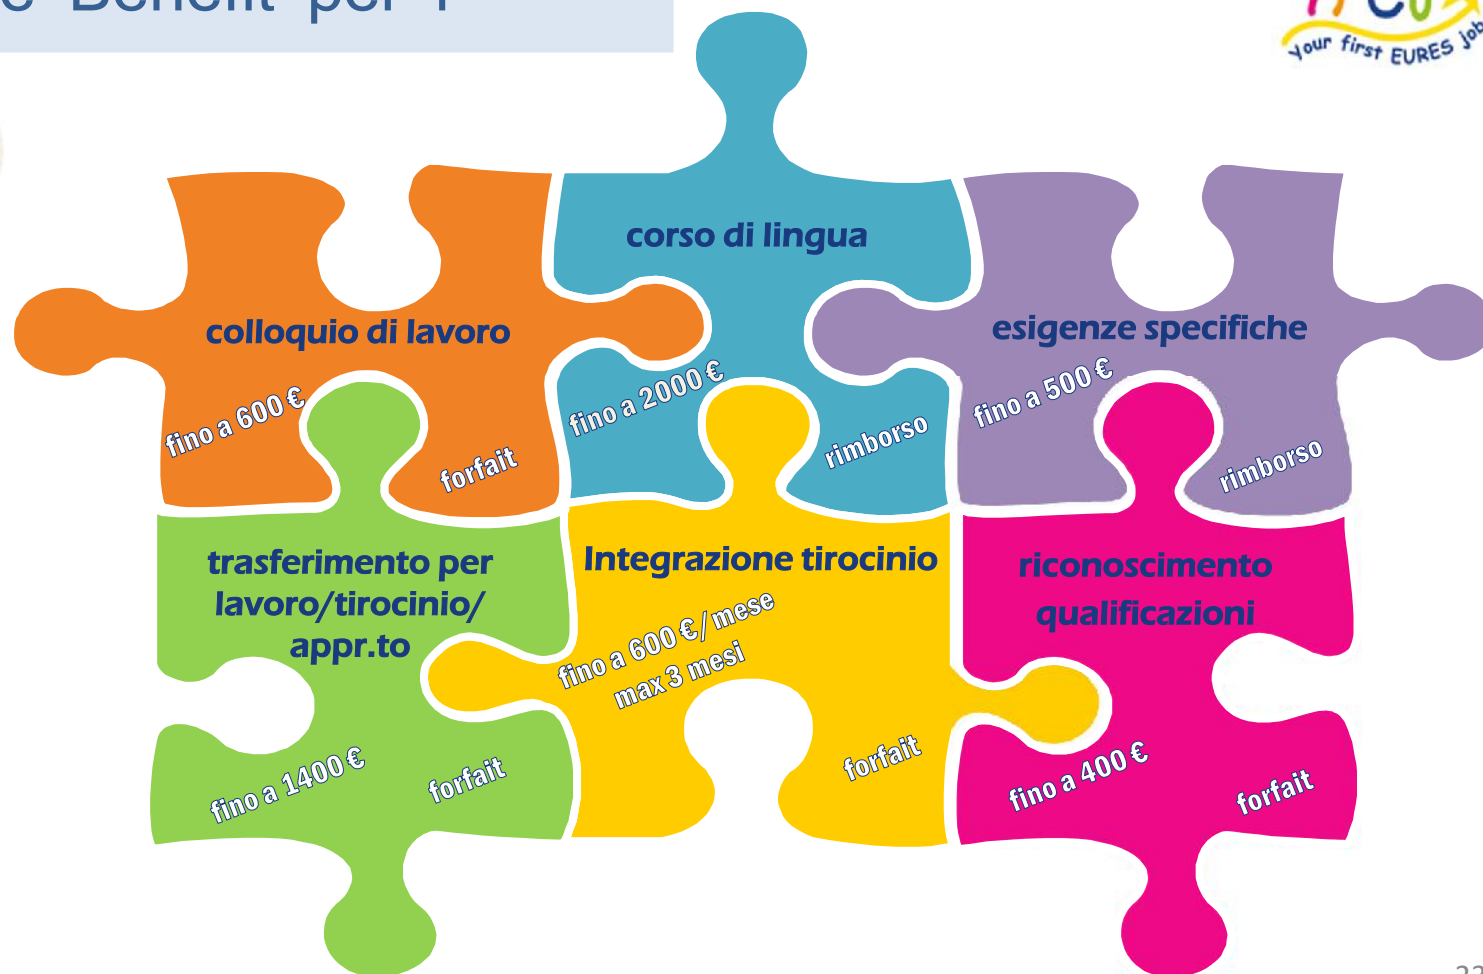 Benefit per i
Your first EURES job
corso di lingua
fino a 2000 €
rimborso
colloquio di lavoro
fino a 600 €
forfait
esigenze specifiche
fino a 500 €
rimborso
trasferimento per
lavoro/tirocinio/
appr.to
fino a 1400 €
forfait
Integrazione tirocinio
fino a 600 € / mese
max 3 mesi
forfait
riconoscimento
qualificazioni
fino a 400 €
forfait